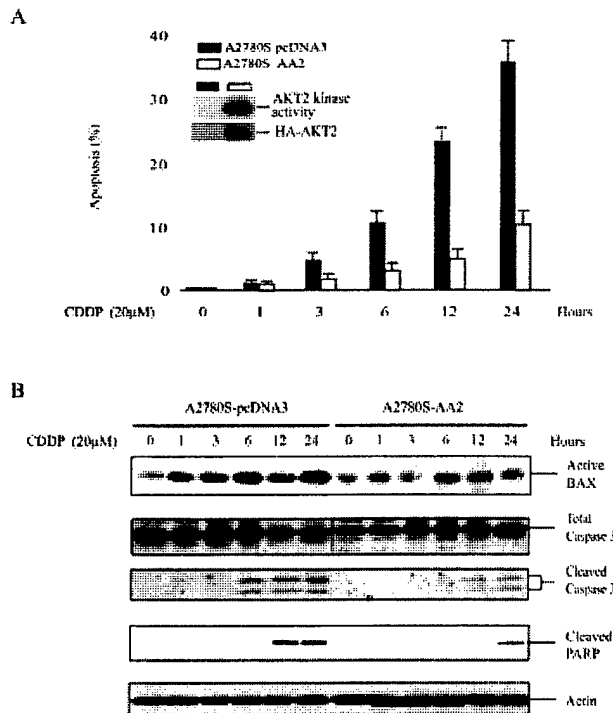 A
40
30
20
10
0
Apoptosis (%)
A2780S pcDNA3
A2780S AA2
AKT2 kinase
activity
HA-AKT2
CDDP (20μM) 0 1 3 6 12 24 Hours
B
A2780S-pcDNA3 A2780S-AA2
CDDP (20μM) 0 1 3 6 12 24 0 1 3 6 12 24 Hours
Active
BAX
Total
Caspase 3
Cleaved
Caspase 3
Cleaved
PARP
Actin